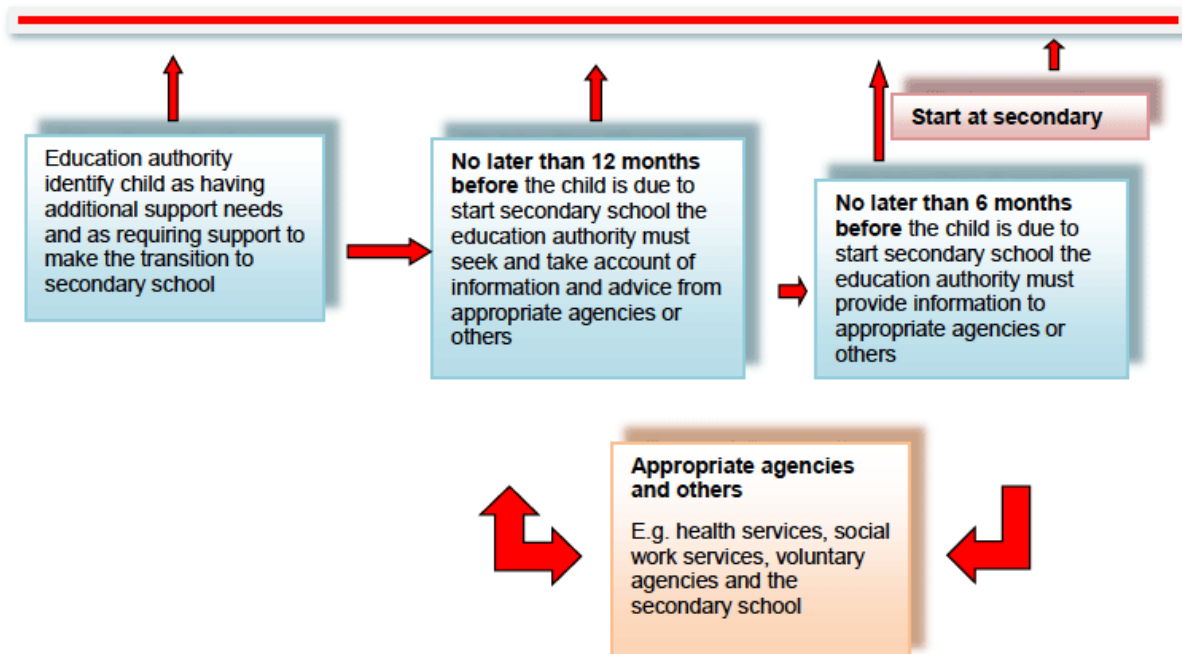 Education authority
identify child as having
additional support needs
and as requiring support to
make the transition to
secondary school
No later than 12 months
before the child is due to
start secondary school the
education authority must
seek and take account of
information and advice from
appropriate agencies or
others
Start at secondary
No later than 6 months
before the child is due to
start secondary school the
education authority must
provide information to
appropriate agencies or
others
Appropriate agencies
and others
E.g. health services, social
work services, voluntary
agencies and the
secondary school